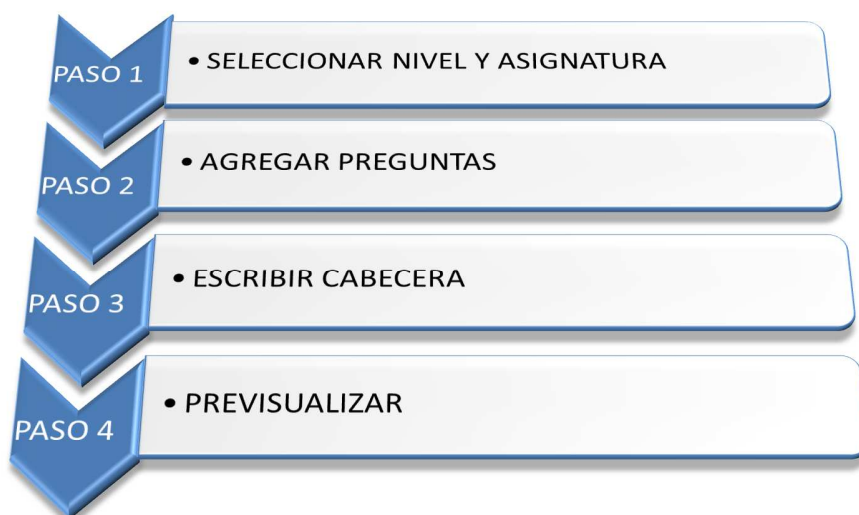 PASO 1
• SELECCIONAR NIVEL Y ASIGNATURA
PASO 2
• AGREGAR PREGUNTAS
PASO 3
• ESCRIBIR CABECERA
PASO 4
• PREVISUALIZAR